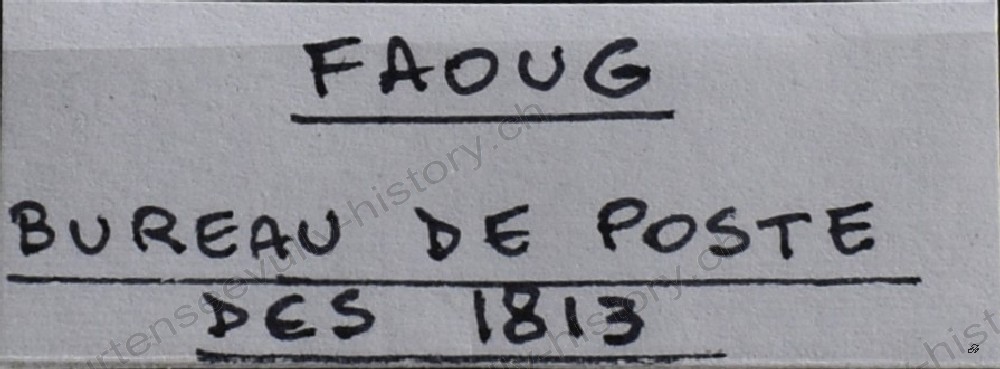 FAOUG
BUREAU DE POSTE
DES 1813